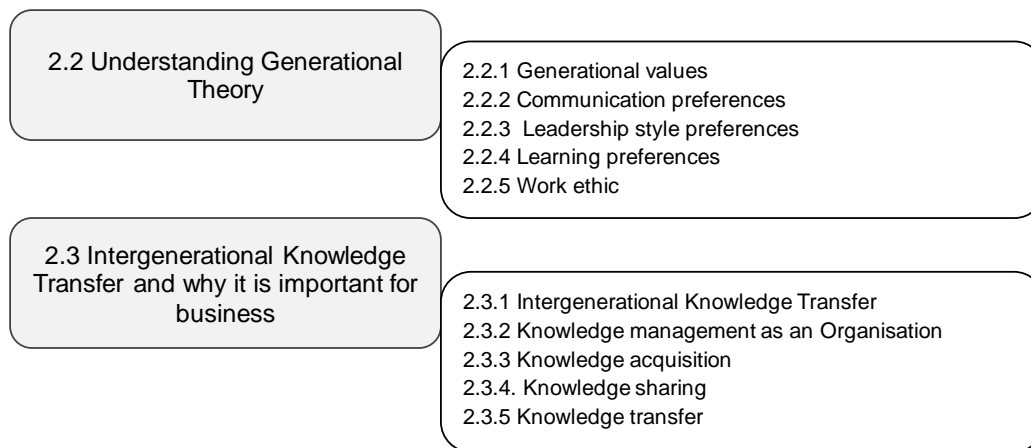 2.2 Understanding Generational
Theory
2.2.1 Generational values
2.2.2 Communication preferences
2.2.3  Leadership style preferences
2.2.4 Learning preferences
2.2.5 Work ethic
2.3 Intergenerational Knowledge
Transfer and why it is important for
business
2.3.1 Intergenerational Knowledge Transfer
2.3.2 Knowledge management as an Organisation
2.3.3 Knowledge acquisition
2.3.4. Knowledge sharing
2.3.5 Knowledge transfer